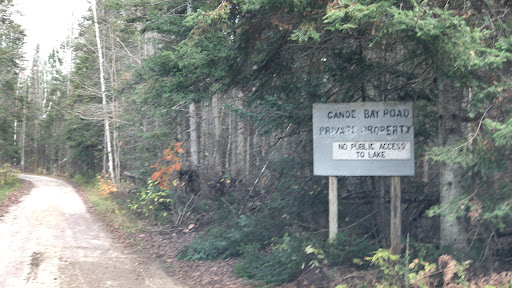 CANOE BAY ROAD
PRIVATE PROPERTY
NO PUBLIC ACCESS
TO LAKE